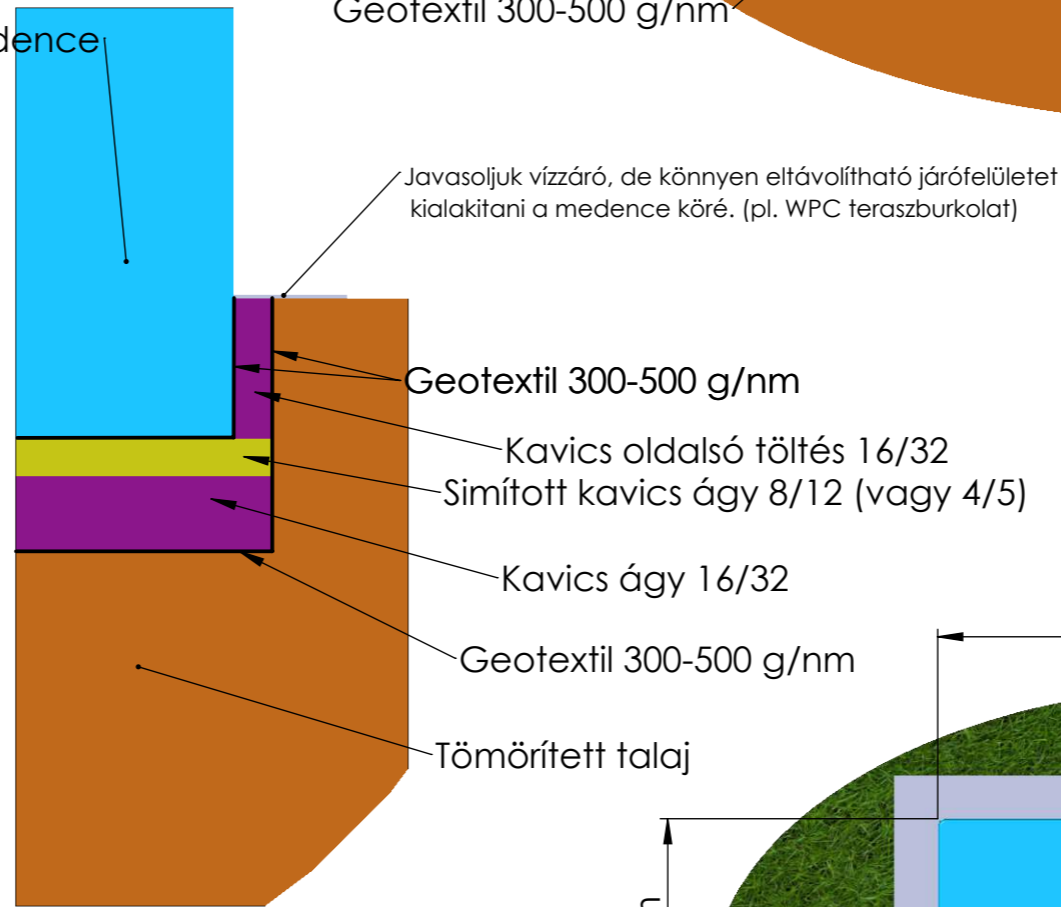 Geotextil 300-500 g/nm
dence
Javasoljuk vízzáró, de könnyen eltávolítható járófelületet
kialakitani a medence köré. (pl. WPC teraszburkolat)
Geotextil 300-500 g/nm
Kavics oldalsó töltés 16/32
Simított kavics ágy 8/12 (vagy 4/5)
Kavics ágy 16/32
Geotextil 300-500 g/nm
Tömörített talaj